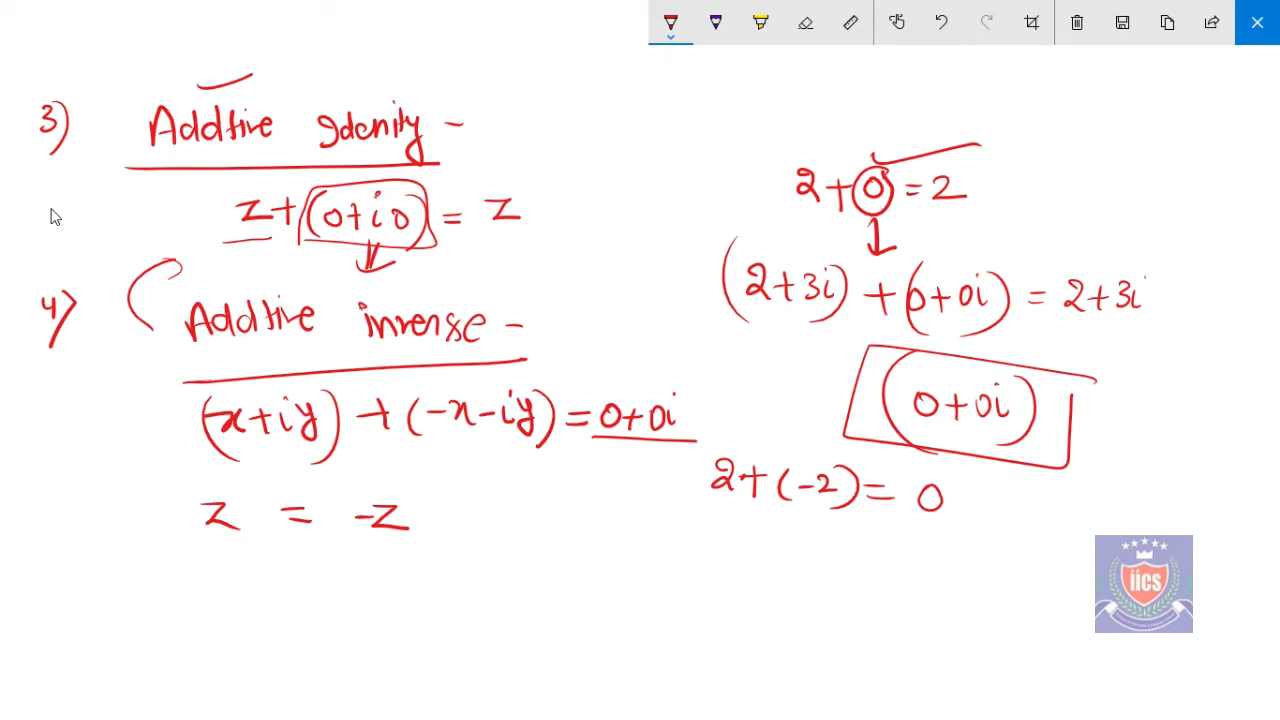 3) Addtive Idenity -
z + (0+i0) = z
4) Addtive inverse -
(x+iy) + (-x-iy) = 0+0i
z = -z
2+0=2
(2+3i) + (0+0i) = 2+3i
(0+0i)
2+(-2)= 0
iics